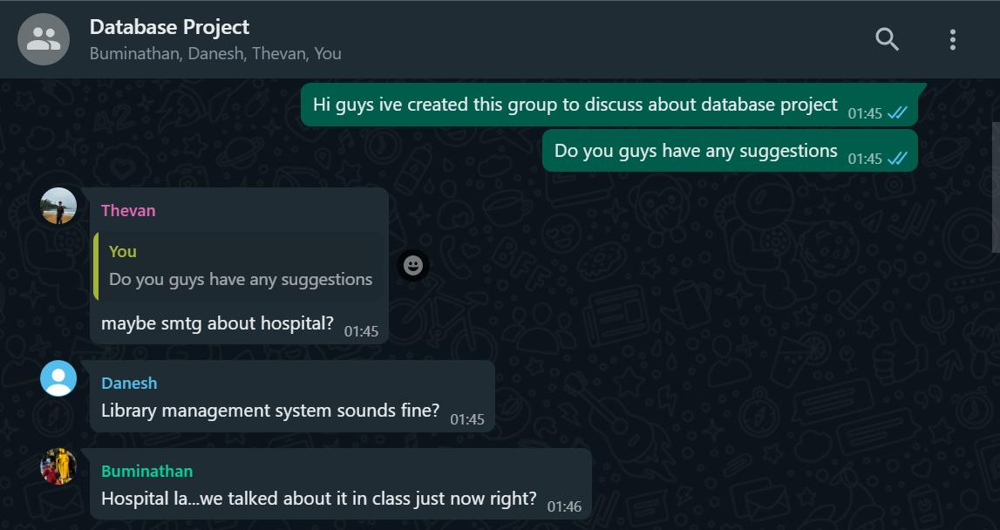 Database Project
Buminathan, Danesh, Thevan, You
Hi guys ive created this group to discuss about database project 01:45
Do you guys have any suggestions 01:45
Thevan
You
Do you guys have any suggestions
maybe smtg about hospital? 01:45
Danesh
Library management system sounds fine? 01:45
Buminathan
Hospital la...we talked about it in class just now right? 01:46